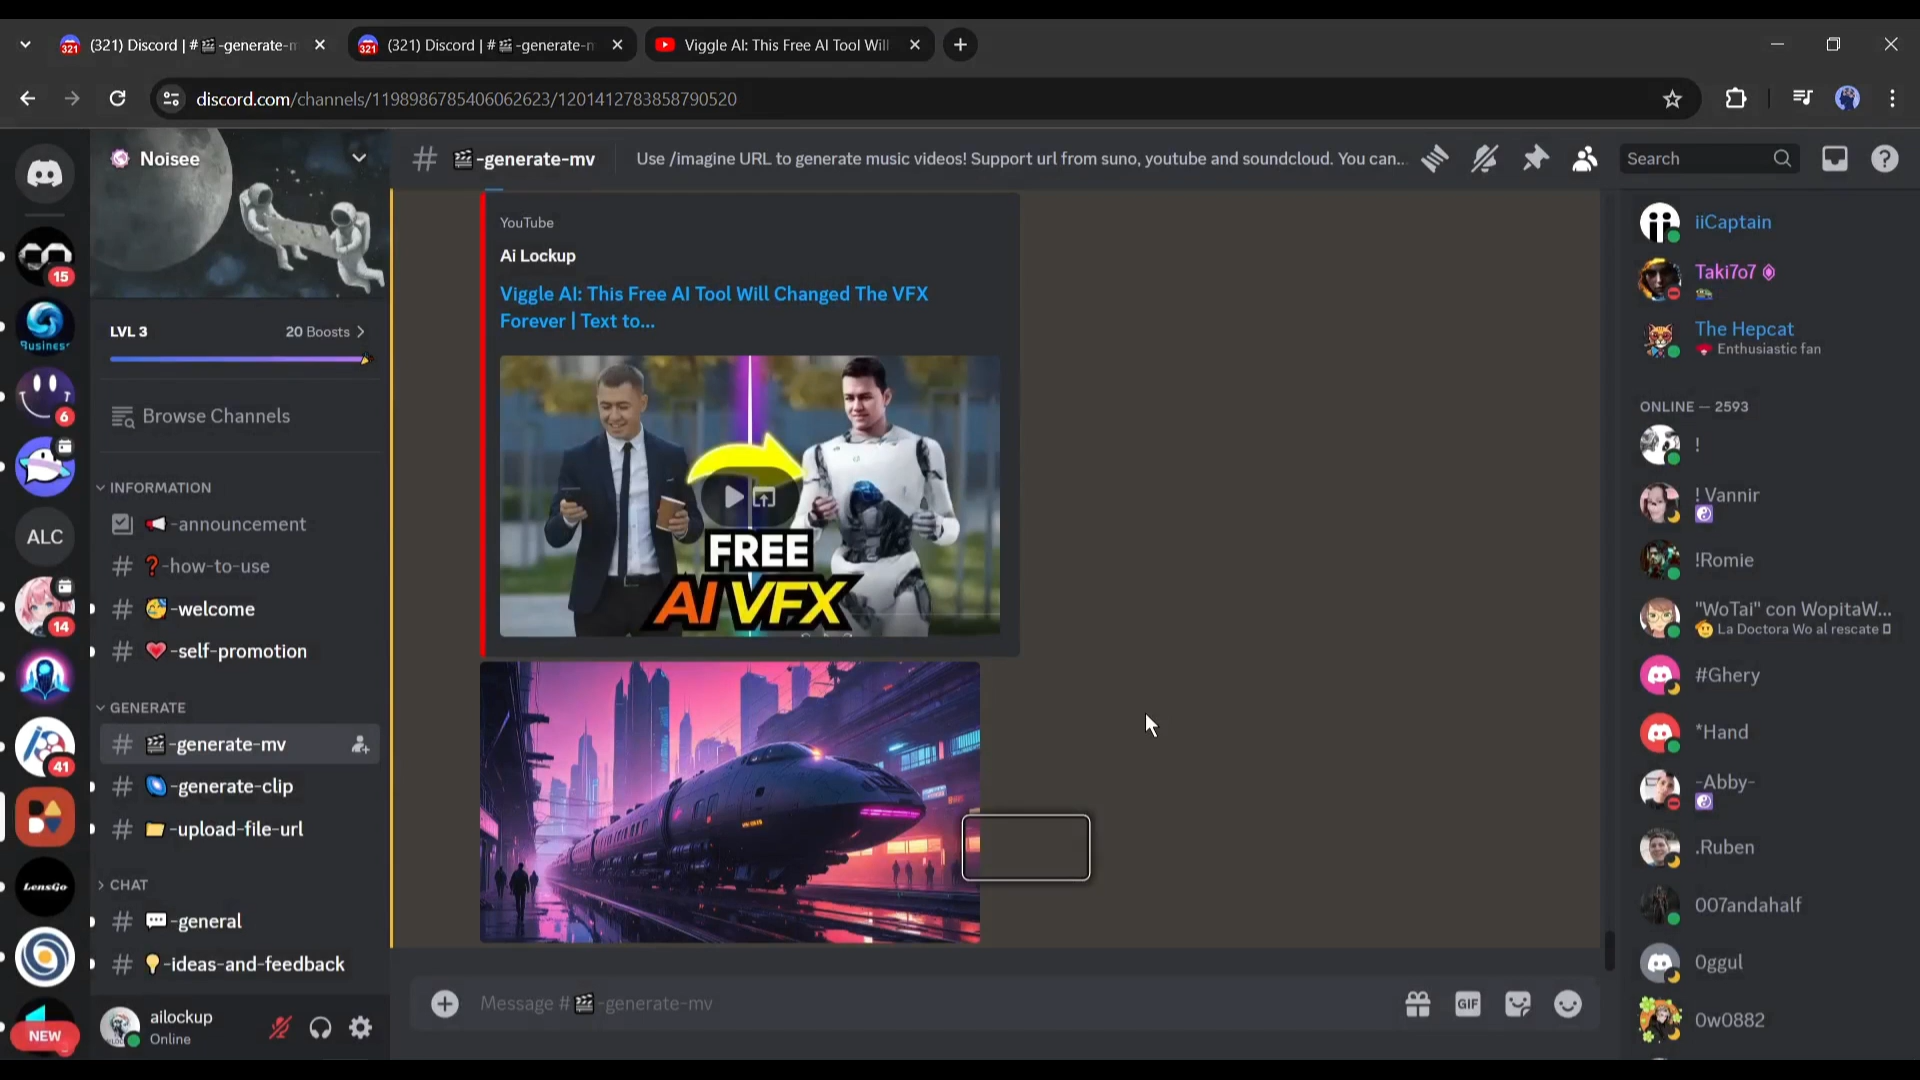 (321) Discord | #🎬-generate-m
(321) Discord | #🎬-generate-n
Viggle AI: This Free AI Tool Will
discord.com/channels/1198986785406062623/1201412783858790520
Noisee
🎬-generate-mv
Use /imagine URL to generate music videos! Support url from suno, youtube and soundcloud. You can...
Search
LVL 3
20 Boosts
Browse Channels
INFORMATION
📢-announcement
❓-how-to-use
🥳-welcome
❤️-self-promotion
GENERATE
🎬-generate-mv
-generate-clip
📁-upload-file-url
CHAT
💬-general
💡-ideas-and-feedback
ailockup
Online
15
Business
6
ALC
14
41
LensGo
NEW
YouTube
Ai Lockup
Viggle AI: This Free AI Tool Will Changed The VFX
Forever | Text to...
FREE
AI VFX
Message #🎬-generate-mv
GIF
iiCaptain
Taki7o7
The Hepcat
Enthusiastic fan
ONLINE — 2593
!
! Vannir
!Romie
"WoTai" con WopitaW...
La Doctora Wo al rescate
#Ghery
*Hand
-Abby-
.Ruben
007andahalf
0ggul
0w0882